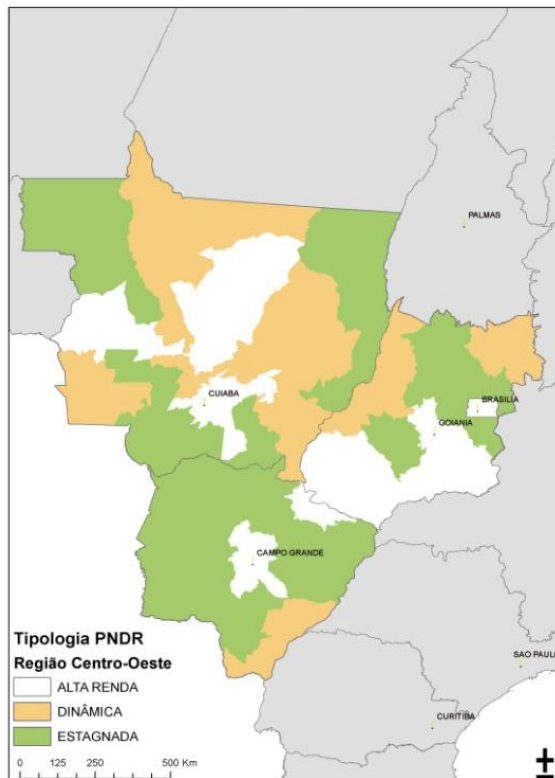 PALMAS
CUIABA
BRASILIA
GOIANIA
CAMPO GRANDE
SAO PAULO
CURITIBA
Tipologia PNDR
Região Centro-Oeste
ALTA RENDA
DINÂMICA
ESTAGNADA
0 125 250 500 Km